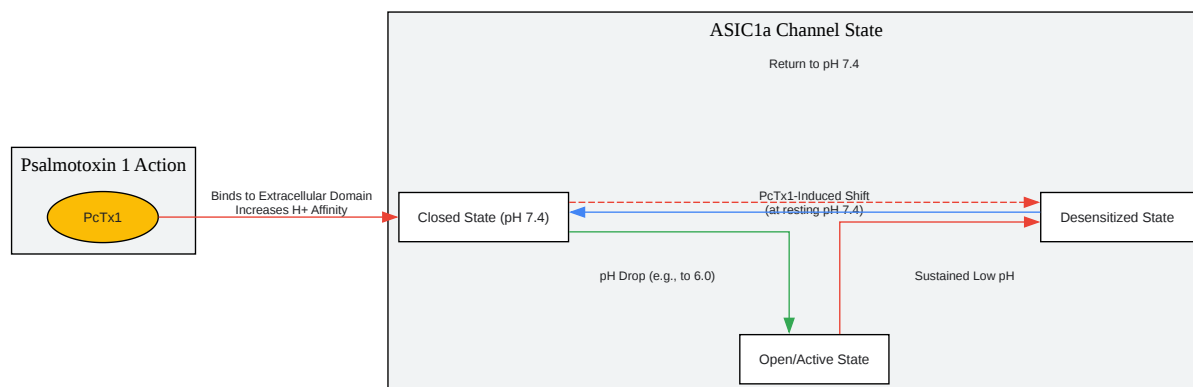 ASIC1a Channel State
Return to pH 7.4
Psalmotoxin 1 Action
PcTx1
Binds to Extracellular Domain
Increases H+ Affinity
Closed State (pH 7.4)
PcTx1-Induced Shift
(at resting pH 7.4)
Desensitized State
pH Drop (e.g., to 6.0)
Sustained Low pH
Open/Active State